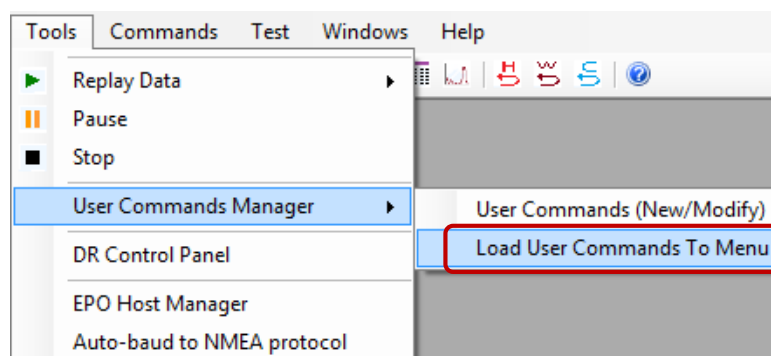 Tools Commands Test Windows Help
Replay Data
Pause
Stop
User Commands Manager
User Commands (New/Modify)
Load User Commands To Menu
DR Control Panel
EPO Host Manager
Auto-baud to NMEA protocol